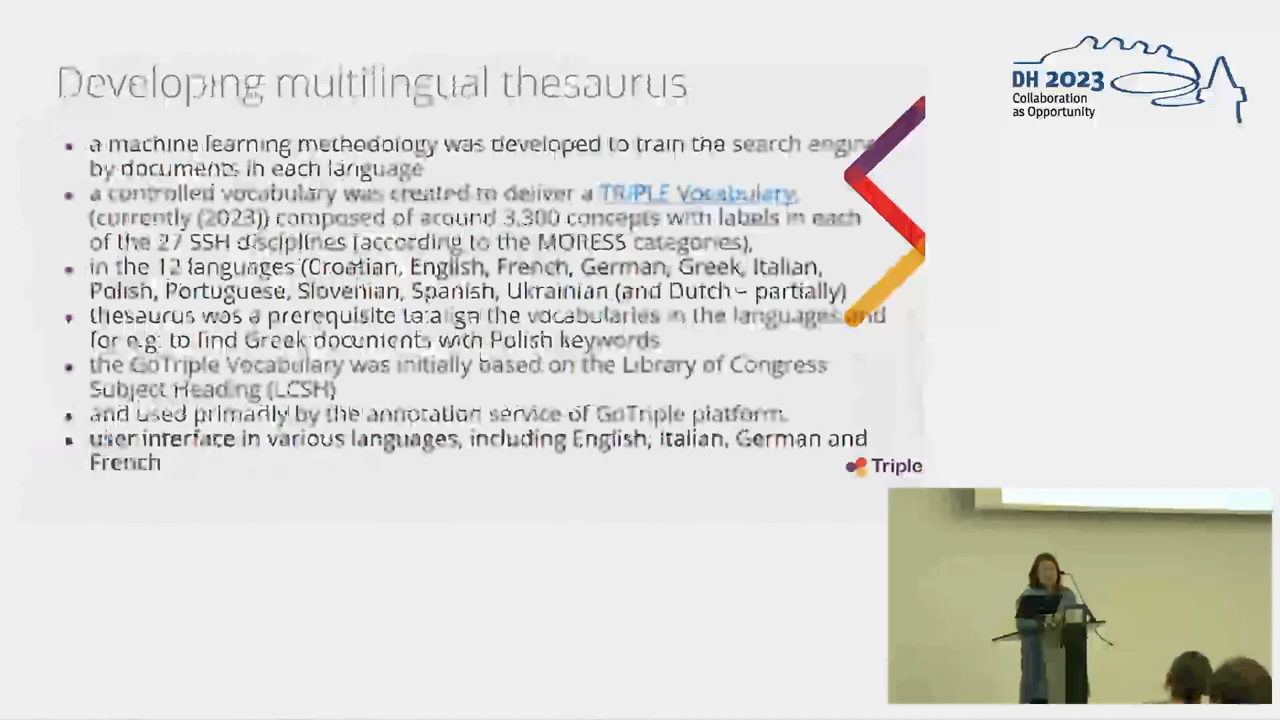 Developing multilingual thesaurus
a machine learning methodology was developed to train the search engine
by documents in each language
a controlled vocabulary was created to deliver a TRIPLE Vocabulary,
(currently (2023)) composed of around 3,300 concepts with labels in each
of the 27 SSH disciplines (according to the MORESS categories),
in the 12 languages (Croatian, English, French, German, Greek, Italian,
Polish, Portuguese, Slovenian, Spanish, Ukrainian (and Dutch – partially)
thesaurus was a prerequisite to align the vocabularies in the languages and
for e.g. to find Greek documents with Polish keywords
the GoTriple Vocabulary was initially based on the Library of Congress
Subject Heading (LCSH)
and used primarily by the annotation service of GoTriple platform.
user interface in various languages, including English, Italian, German and
French
Triple
DH 2023
Collaboration
as Opportunity